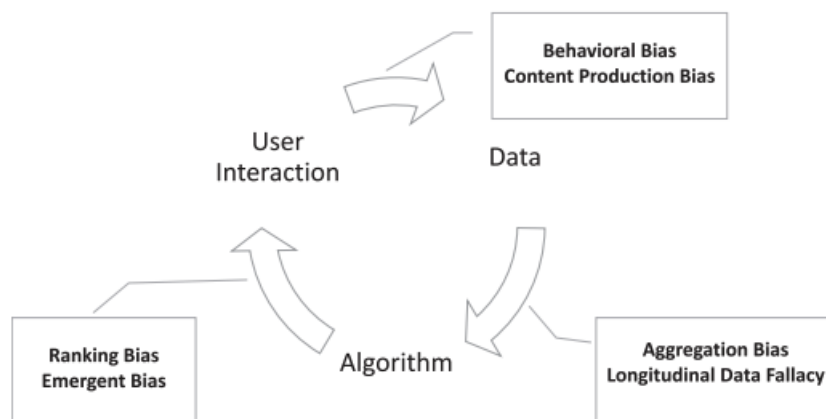 Behavioral Bias
Content Production Bias
User
Interaction
Data
Ranking Bias
Emergent Bias
Algorithm
Aggregation Bias
Longitudinal Data Fallacy